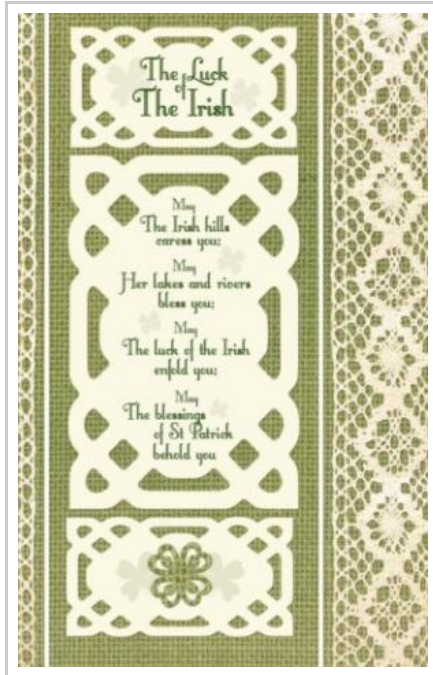 The Luck
of
The Irish
May
The Irish hills
caress you;
May
Her lakes and rivers
bless you;
May
The luck of the Irish
enfold you;
May
The blessings
of St Patrick
behold you